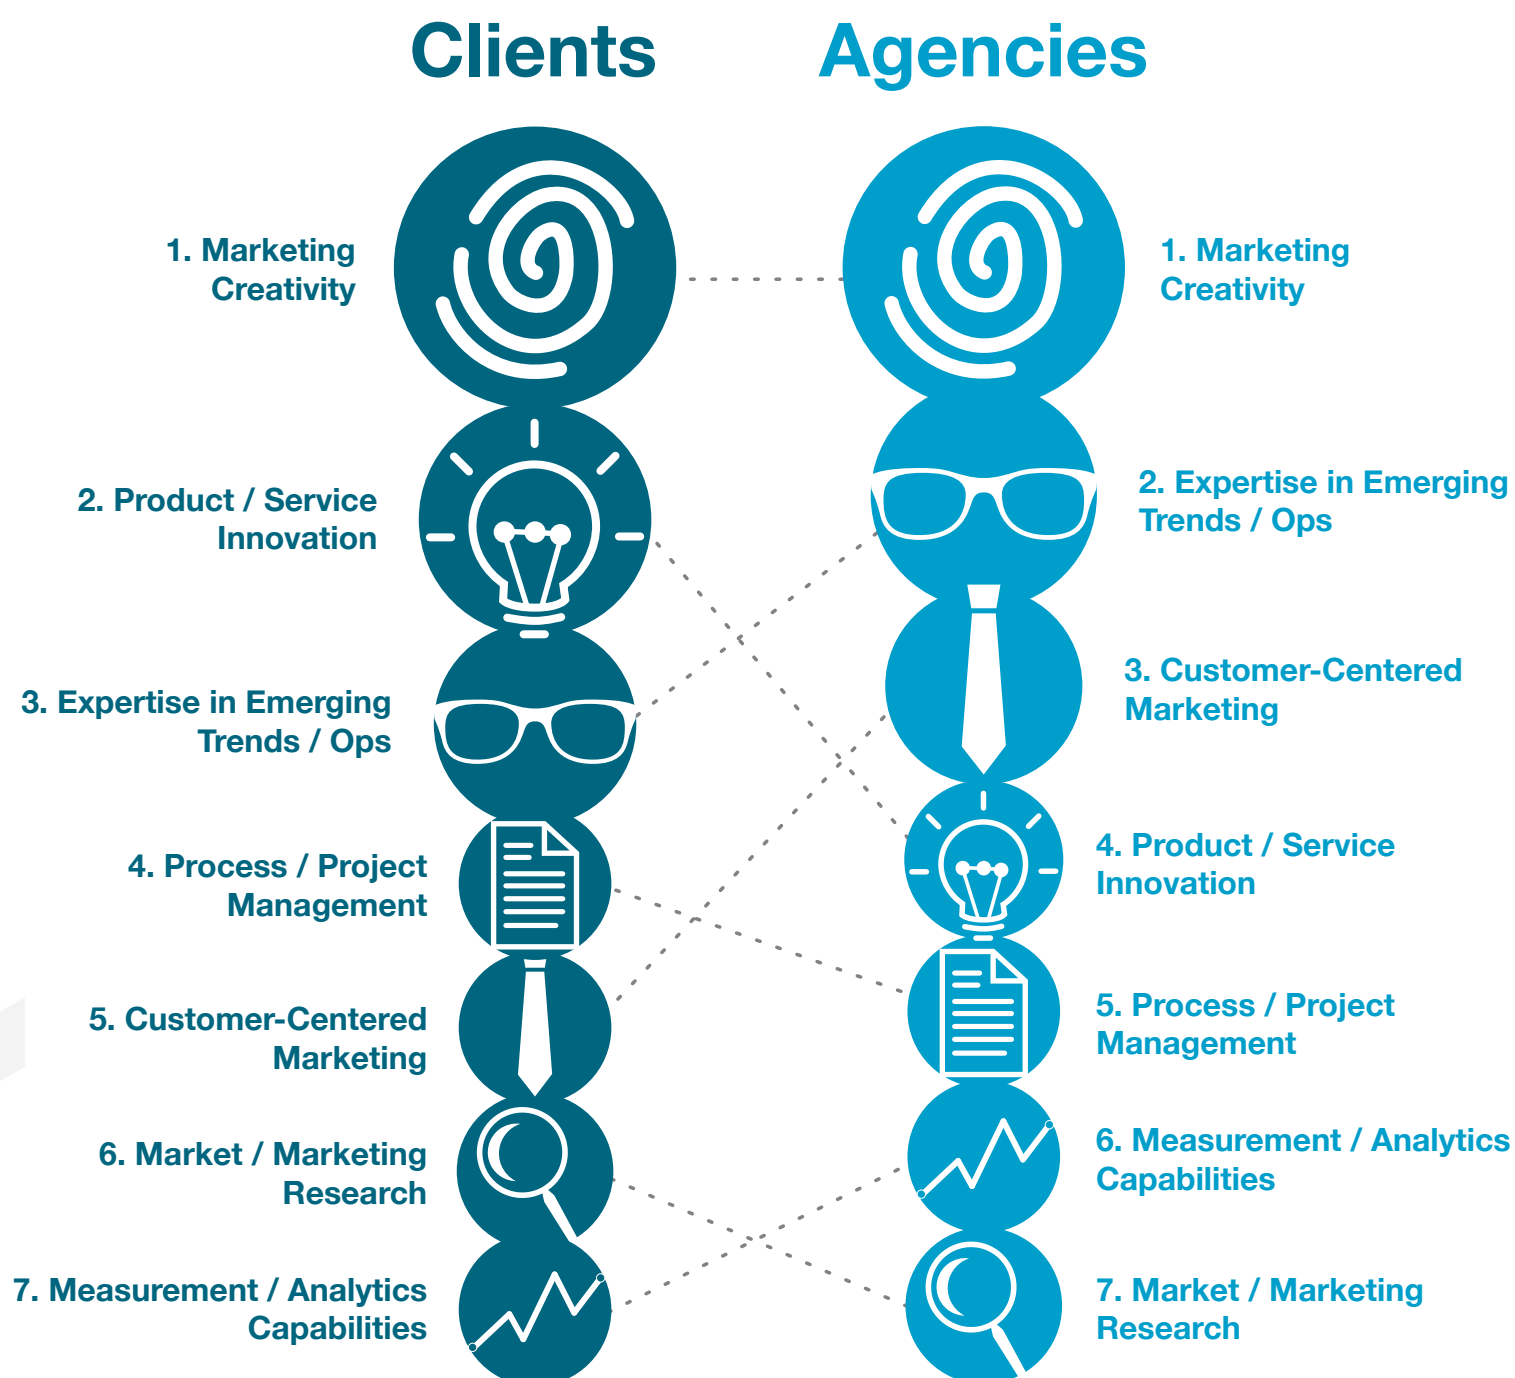 Clients
Agencies
1. Marketing
Creativity
2. Product / Service
Innovation
3. Expertise in Emerging
Trends / Ops
4. Process / Project
Management
5. Customer-Centered
Marketing
6. Market / Marketing
Research
7. Measurement / Analytics
Capabilities
1. Marketing
Creativity
2. Expertise in Emerging
Trends / Ops
3. Customer-Centered
Marketing
4. Product / Service
Innovation
5. Process / Project
Management
6. Measurement / Analytics
Capabilities
7. Market / Marketing
Research